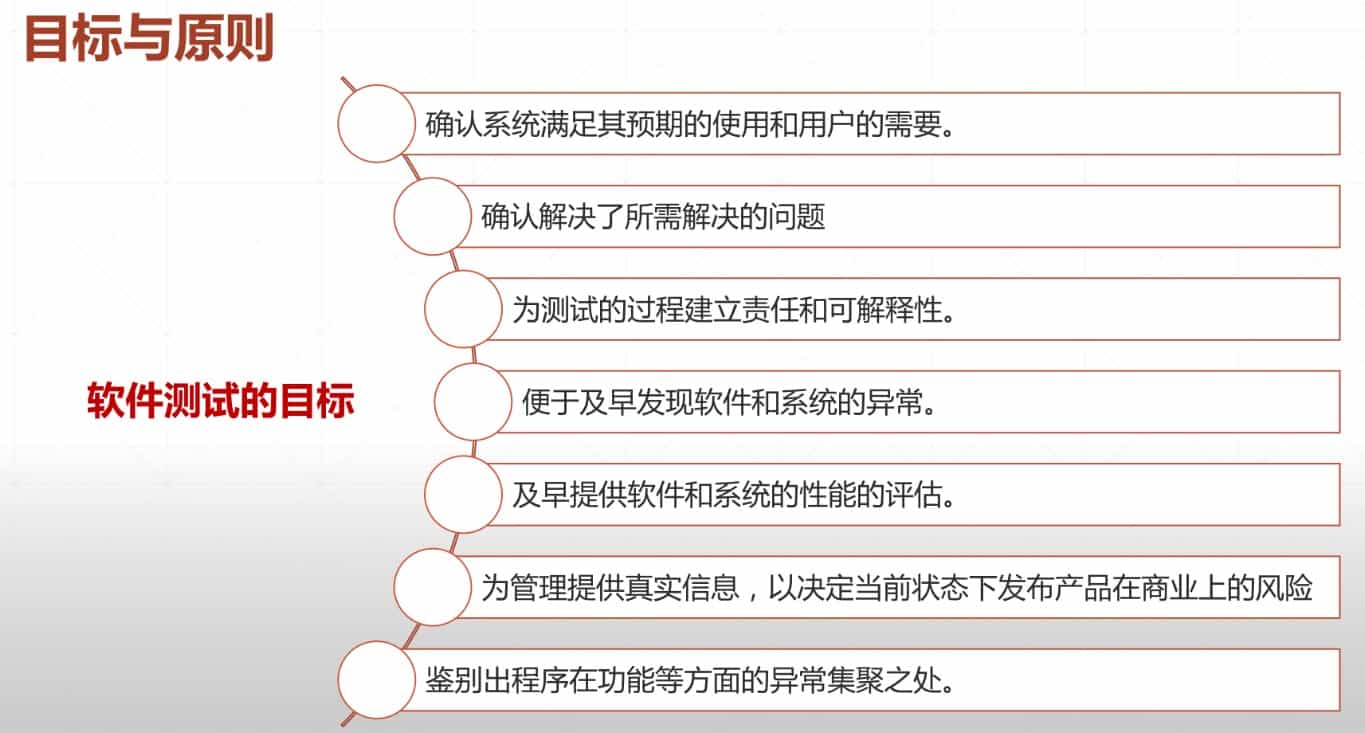 目标与原则
确认系统满足其预期的使用和用户的需要。
确认解决了所需解决的问题
为测试的过程建立责任和可解释性。
软件测试的目标
便于及早发现软件和系统的异常。
及早提供软件和系统的性能的评估。
为管理提供真实信息，以决定当前状态下发布产品在商业上的风险
鉴别出程序在功能等方面的异常集聚之处。